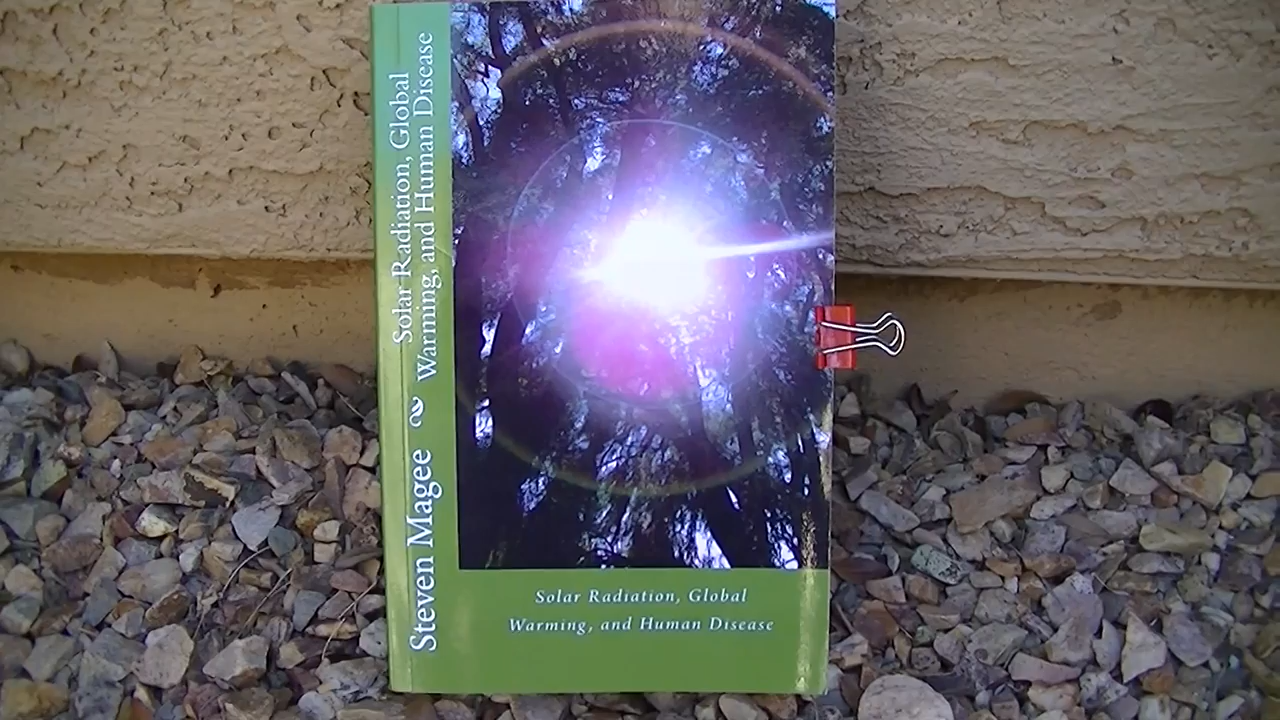 Solar Radiation, Global
Warming, and Human Disease
Steven Magee
Solar Radiation, Global
Warming, and Human Disease